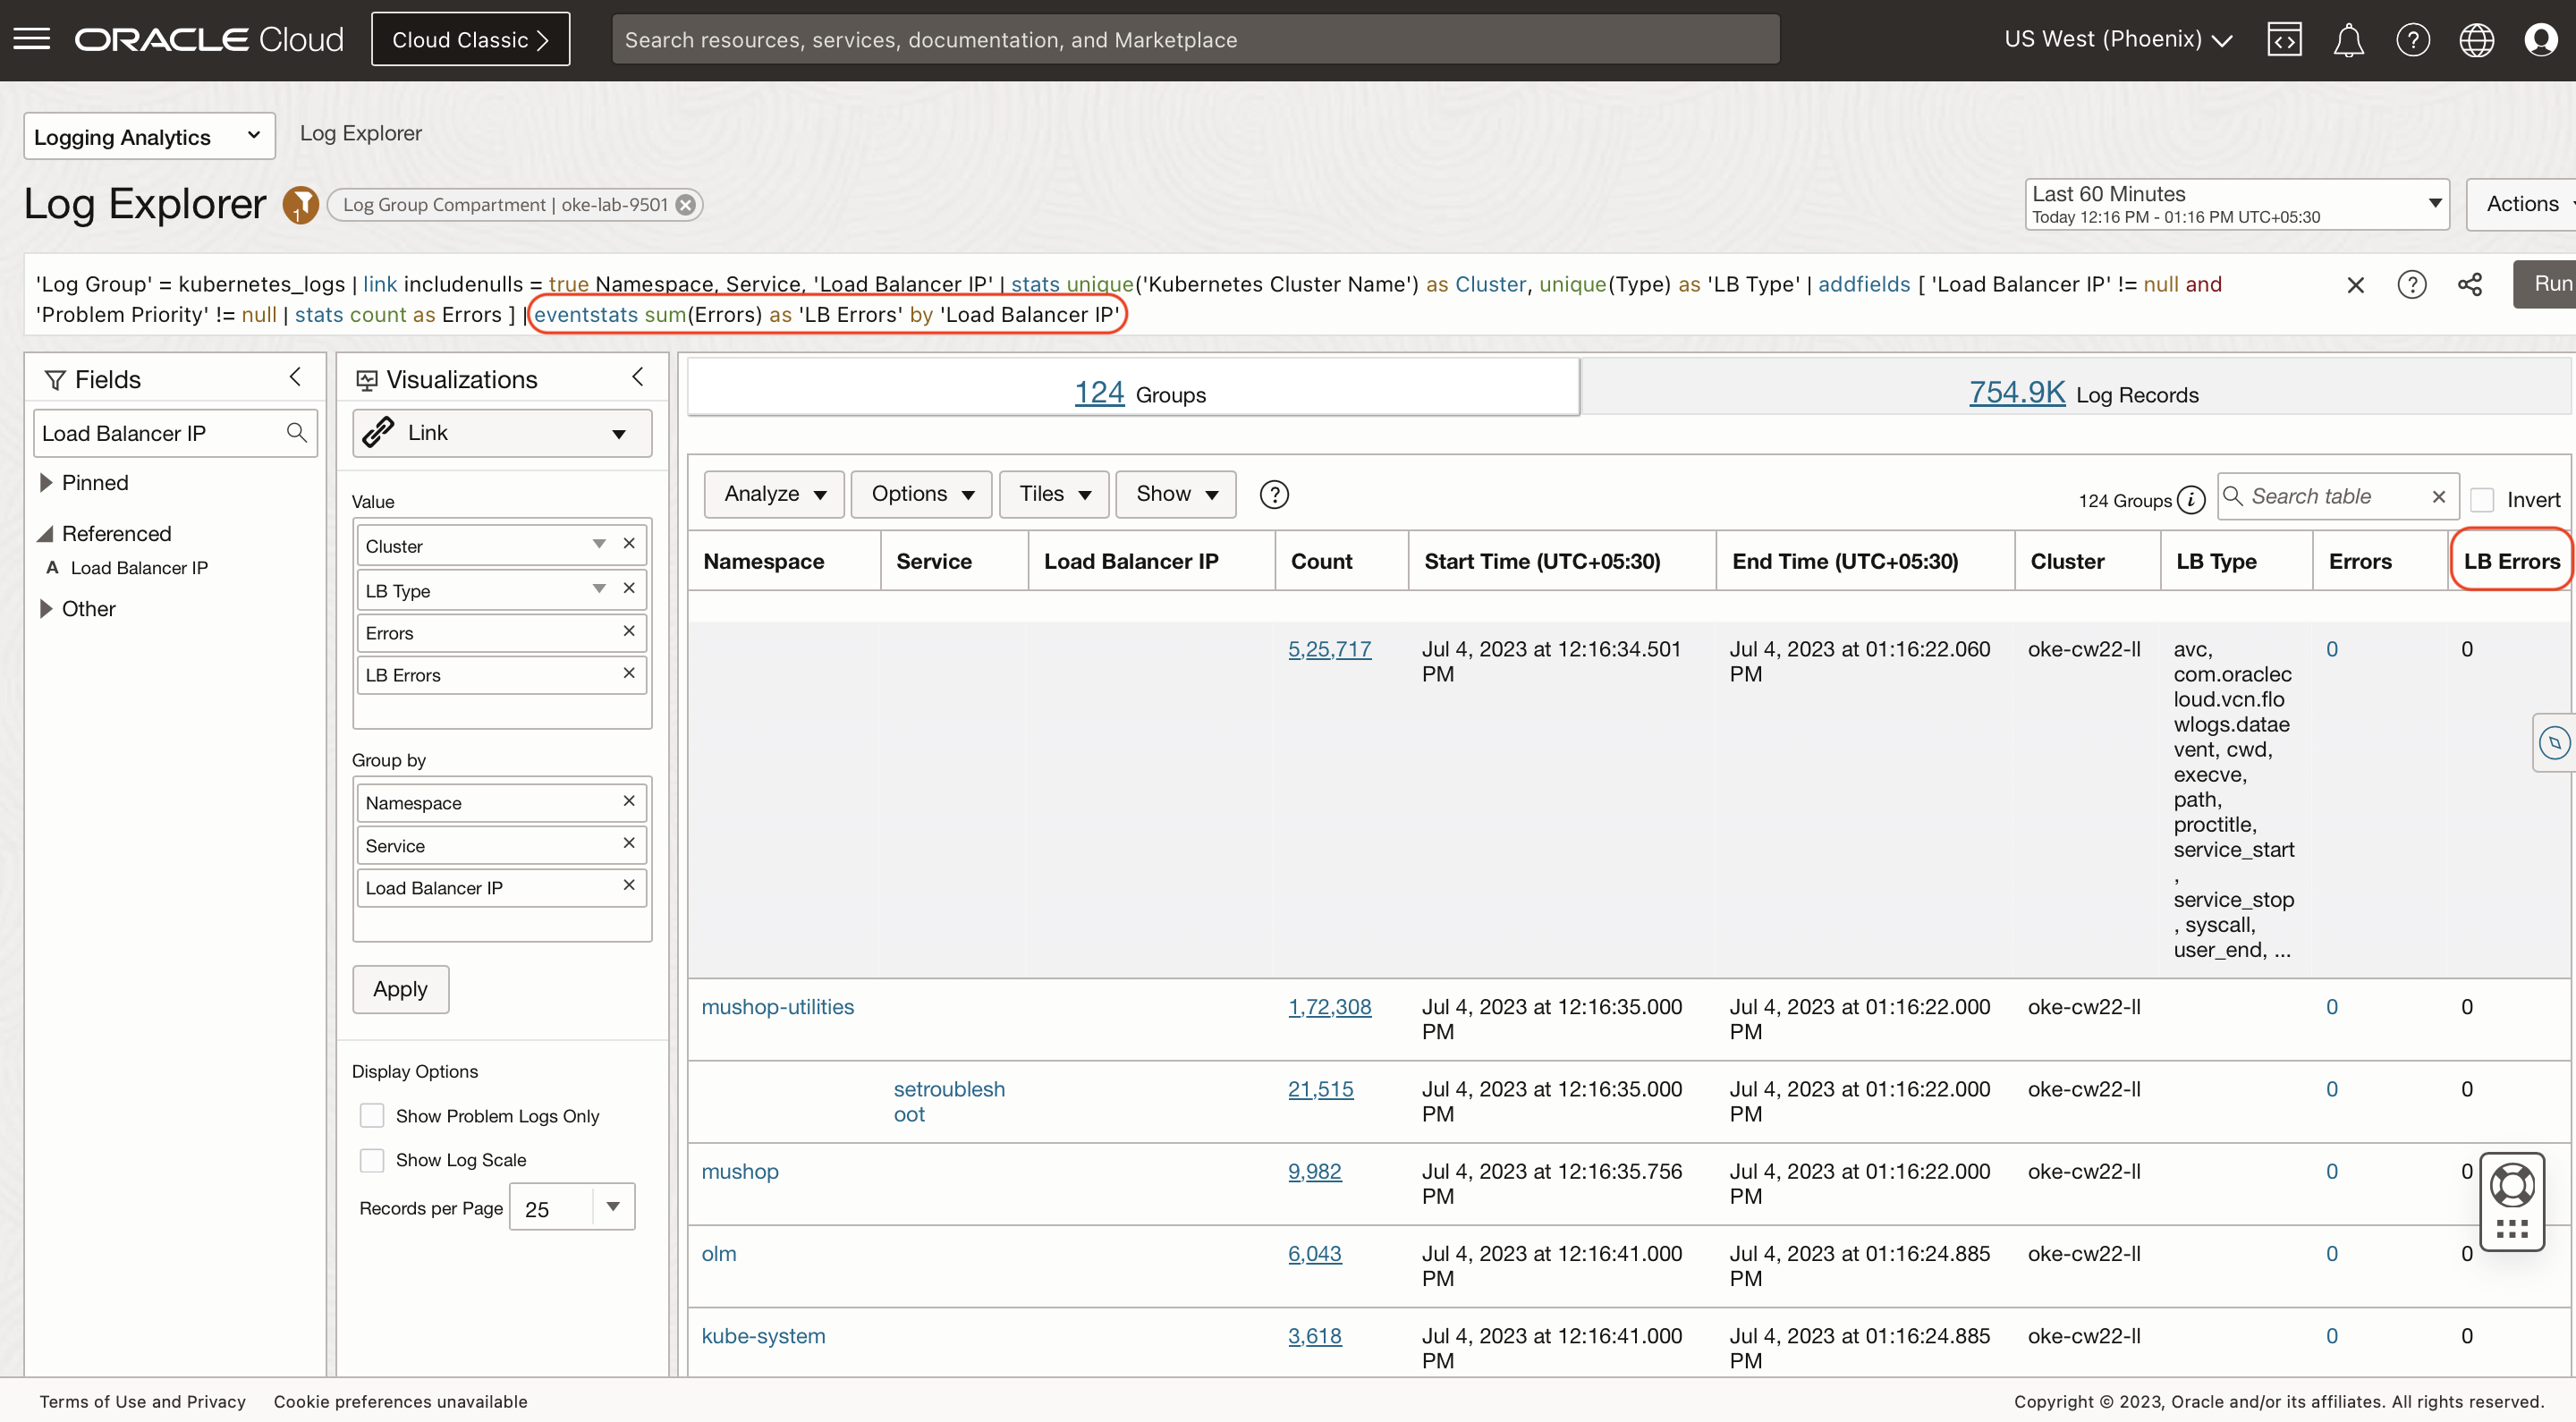 ORACLE Cloud
Cloud Classic
Search resources, services, documentation, and Marketplace
US West (Phoenix)
Logging Analytics
Log Explorer
Log Explorer
1
Log Group Compartment | oke-lab-9501
Last 60 Minutes
Today 12:16 PM - 01:16 PM UTC+05:30
Actions
'Log Group' = kubernetes_logs | link includenulls = true Namespace, Service, 'Load Balancer IP' | stats unique('Kubernetes Cluster Name') as Cluster, unique(Type) as 'LB Type' | addfields [ 'Load Balancer IP' != null and
'Problem Priority' != null | stats count as Errors ] | eventstats sum(Errors) as 'LB Errors' by 'Load Balancer IP'
Run
Fields
Load Balancer IP
Pinned
Referenced
A Load Balancer IP
Other
Visualizations
Link
Value
Cluster
LB Type
Errors
LB Errors
Group by
Namespace
Service
Load Balancer IP
Apply
Display Options
Show Problem Logs Only
Show Log Scale
Records per Page 25
124 Groups
754.9K Log Records
Analyze Options Tiles Show
124 Groups
Search table
Invert
Namespace Service Load Balancer IP Count Start Time (UTC+05:30) End Time (UTC+05:30) Cluster LB Type Errors LB Errors
5,25,717 Jul 4, 2023 at 12:16:34.501 Jul 4, 2023 at 01:16:22.060 oke-cw22-ll avc, 0 0
PM PM com.oraclec
loud.vcn.flo
wlogs.datae
vent, cwd,
execve,
path,
proctitle,
service_start
,
service_stop
, syscall,
user_end, ...
mushop-utilities 1,72,308 Jul 4, 2023 at 12:16:35.000 Jul 4, 2023 at 01:16:22.000 oke-cw22-ll 0 0
PM PM
setroublesh 21,515 Jul 4, 2023 at 12:16:35.000 Jul 4, 2023 at 01:16:22.000 oke-cw22-ll 0 0
oot PM PM
mushop 9,982 Jul 4, 2023 at 12:16:35.756 Jul 4, 2023 at 01:16:22.000 oke-cw22-ll 0 0
PM PM
olm 6,043 Jul 4, 2023 at 12:16:41.000 Jul 4, 2023 at 01:16:24.885 oke-cw22-ll 0 0
PM PM
kube-system 3,618 Jul 4, 2023 at 12:16:41.000 Jul 4, 2023 at 01:16:24.885 oke-cw22-ll 0 0
PM PM
Terms of Use and Privacy Cookie preferences unavailable
Copyright © 2023, Oracle and/or its affiliates. All rights reserved.